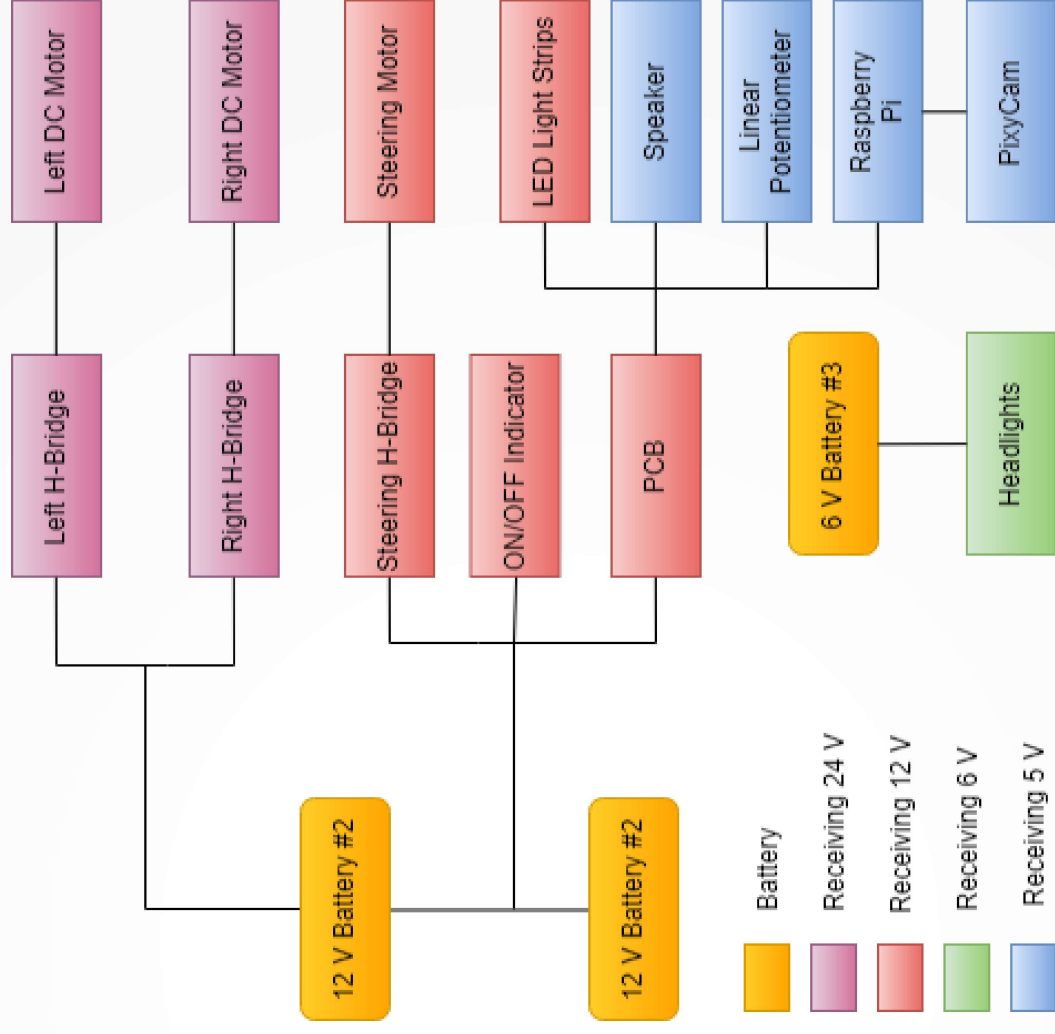 Left DC Motor
Right DC Motor
Steering Motor
LED Light Strips
Speaker
Linear
Potentiometer
Raspberry
Pi
PixyCam
Left H-Bridge
Right H-Bridge
Steering H-Bridge
ON/OFF Indicator
PCB
6 V Battery #3
Headlights
12 V Battery #2
12 V Battery #2
Battery
Receiving 24 V
Receiving 12 V
Receiving 6 V
Receiving 5 V